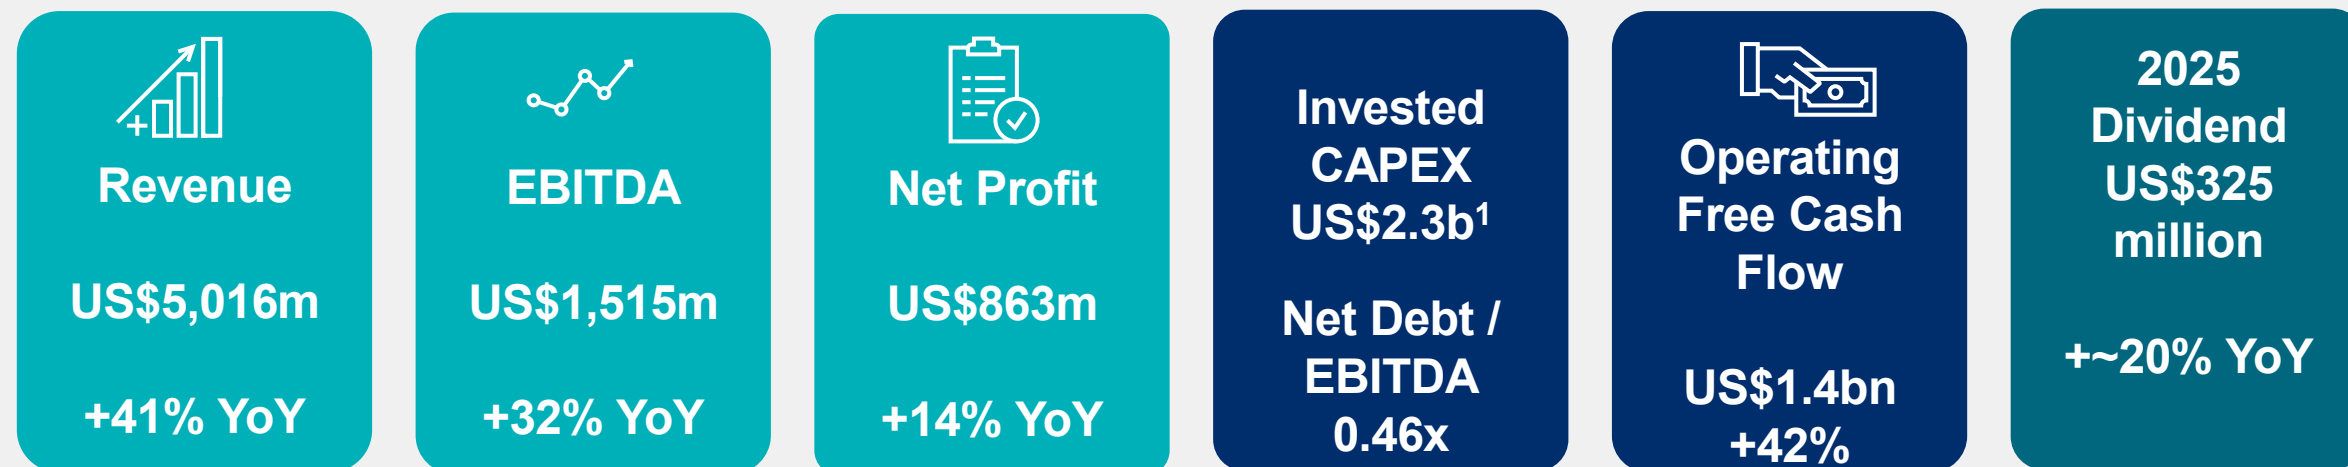 Revenue
US$5,016m
+41% YoY
EBITDA
US$1,515m
+32% YoY
Net Profit
US$863m
+14% YoY
Invested
CAPEX
US$2.3b¹
Net Debt /
EBITDA
0.46x
Operating
Free Cash
Flow
US$1.4bn
+42%
2025
Dividend
US$325
million
+~20% YoY